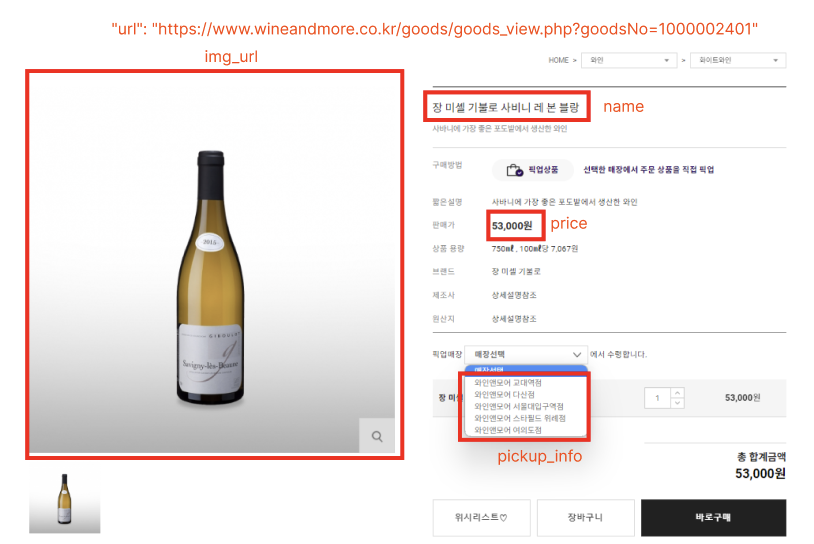 "url": "https://www.wineandmore.co.kr/goods/goods_view.php?goodsNo=1000002401"
img_url
HOME > 와인 > 화이트와인
장 미셸 기불로 사비니 레 본 블랑 name
사바니에 가장 좋은 포도밭에서 생산한 와인
구매방법 픽업상품 선택한 매장에서 주문 상품을 직접 픽업
짧은설명 사바니에 가장 좋은 포도밭에서 생산한 와인
판매가 53,000원 price
상품 용량 750㎖ , 100㎖당 7,067원
브랜드 장 미셸 기불로
제조사 상세설명참조
원산지 상세설명참조
픽업매장 매장선택 에서 수령합니다.
매장선택
와인앤모어 교대역점
장 미셸 와인앤모어 다산점 1 53,000원
와인앤모어 서울대입구역점
와인앤모어 스타필드 위례점
와인앤모어 여의도점
pickup_info
총 합계금액
53,000원
위시리스트♡ 장바구니 바로구매
2015
GIBOULOT
Savigny-lès-Beaune